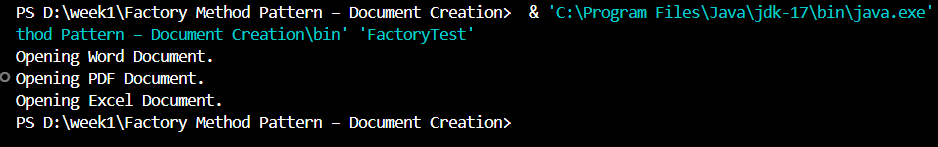 PS D:\week1\Factory Method Pattern – Document Creation>  & 'C:\Program Files\Java\jdk-17\bin\java.exe'
thod Pattern – Document Creation\bin' 'FactoryTest'
Opening Word Document.
Opening PDF Document.
Opening Excel Document.
PS D:\week1\Factory Method Pattern – Document Creation>